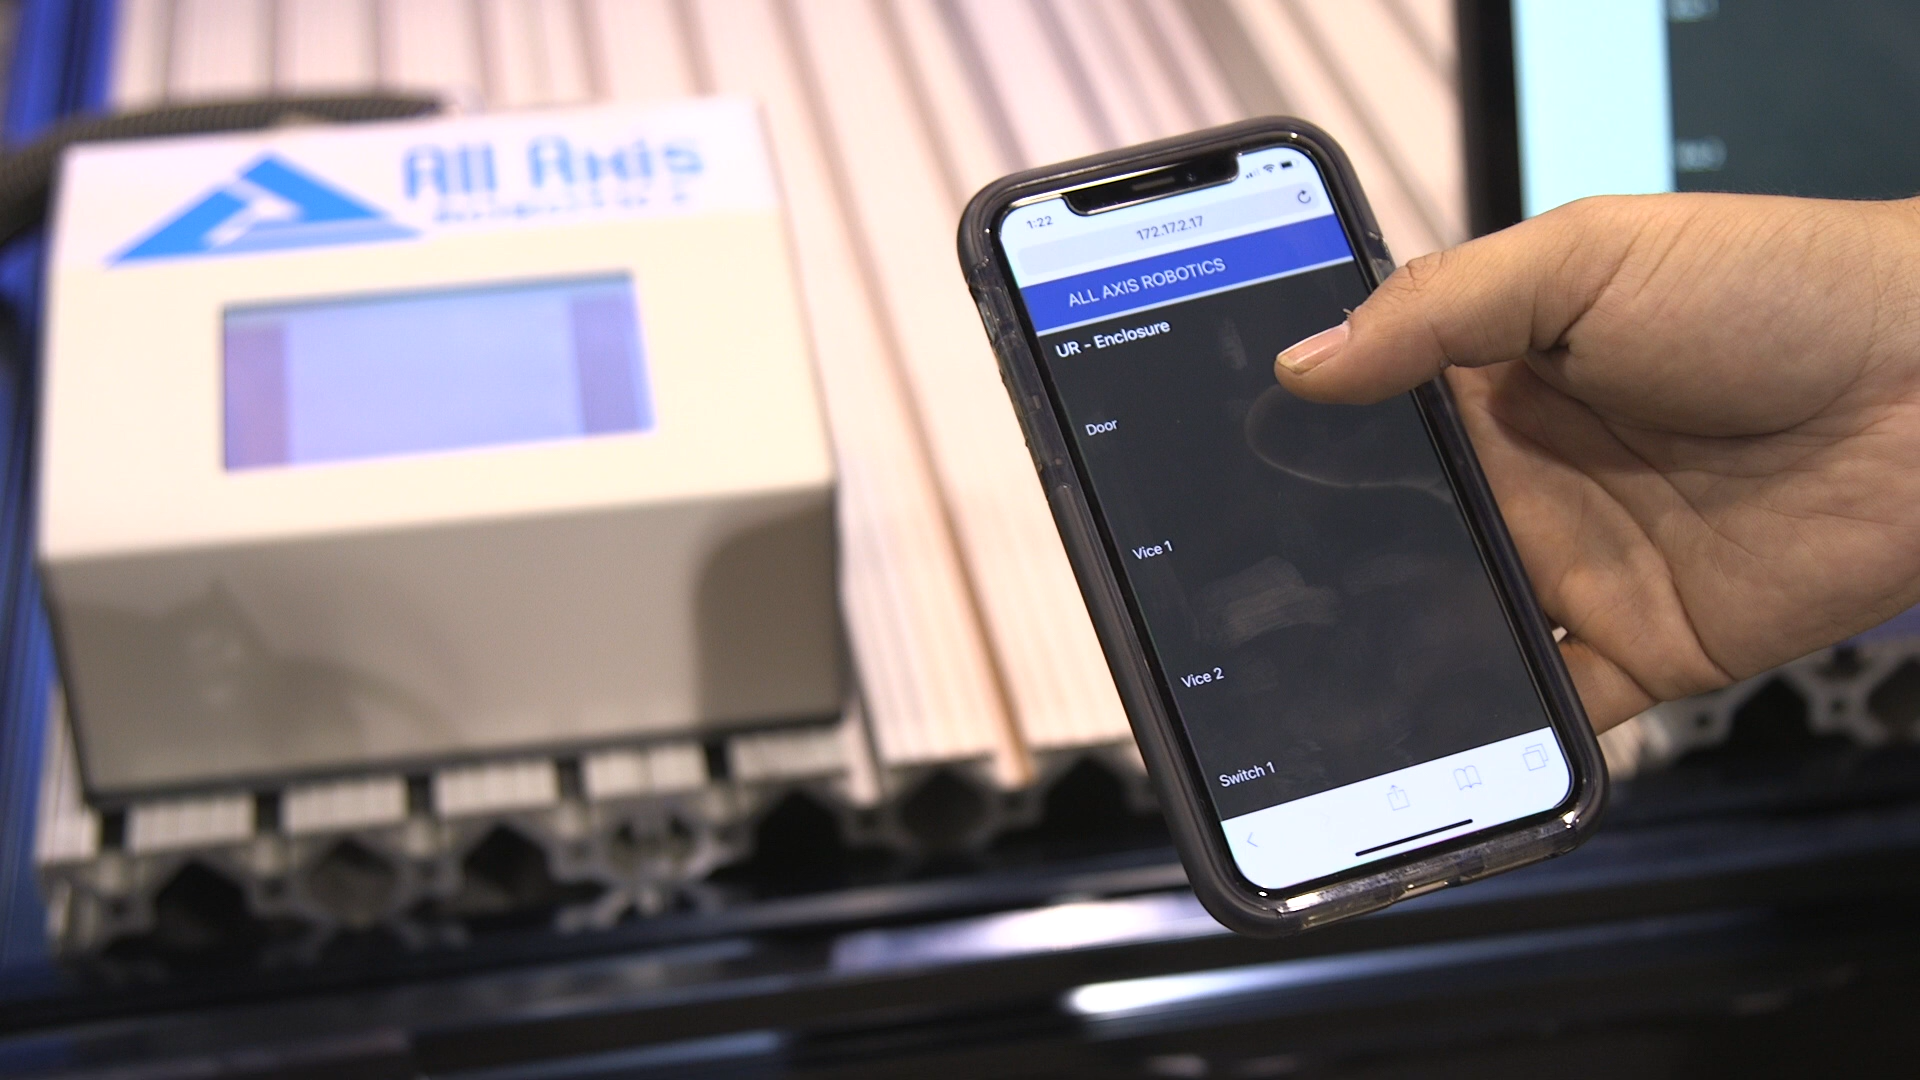 All Axis
1:22
172.17.2.17
ALL AXIS ROBOTICS
UR - Enclosure
Door
Vice 1
Vice 2
Switch 1